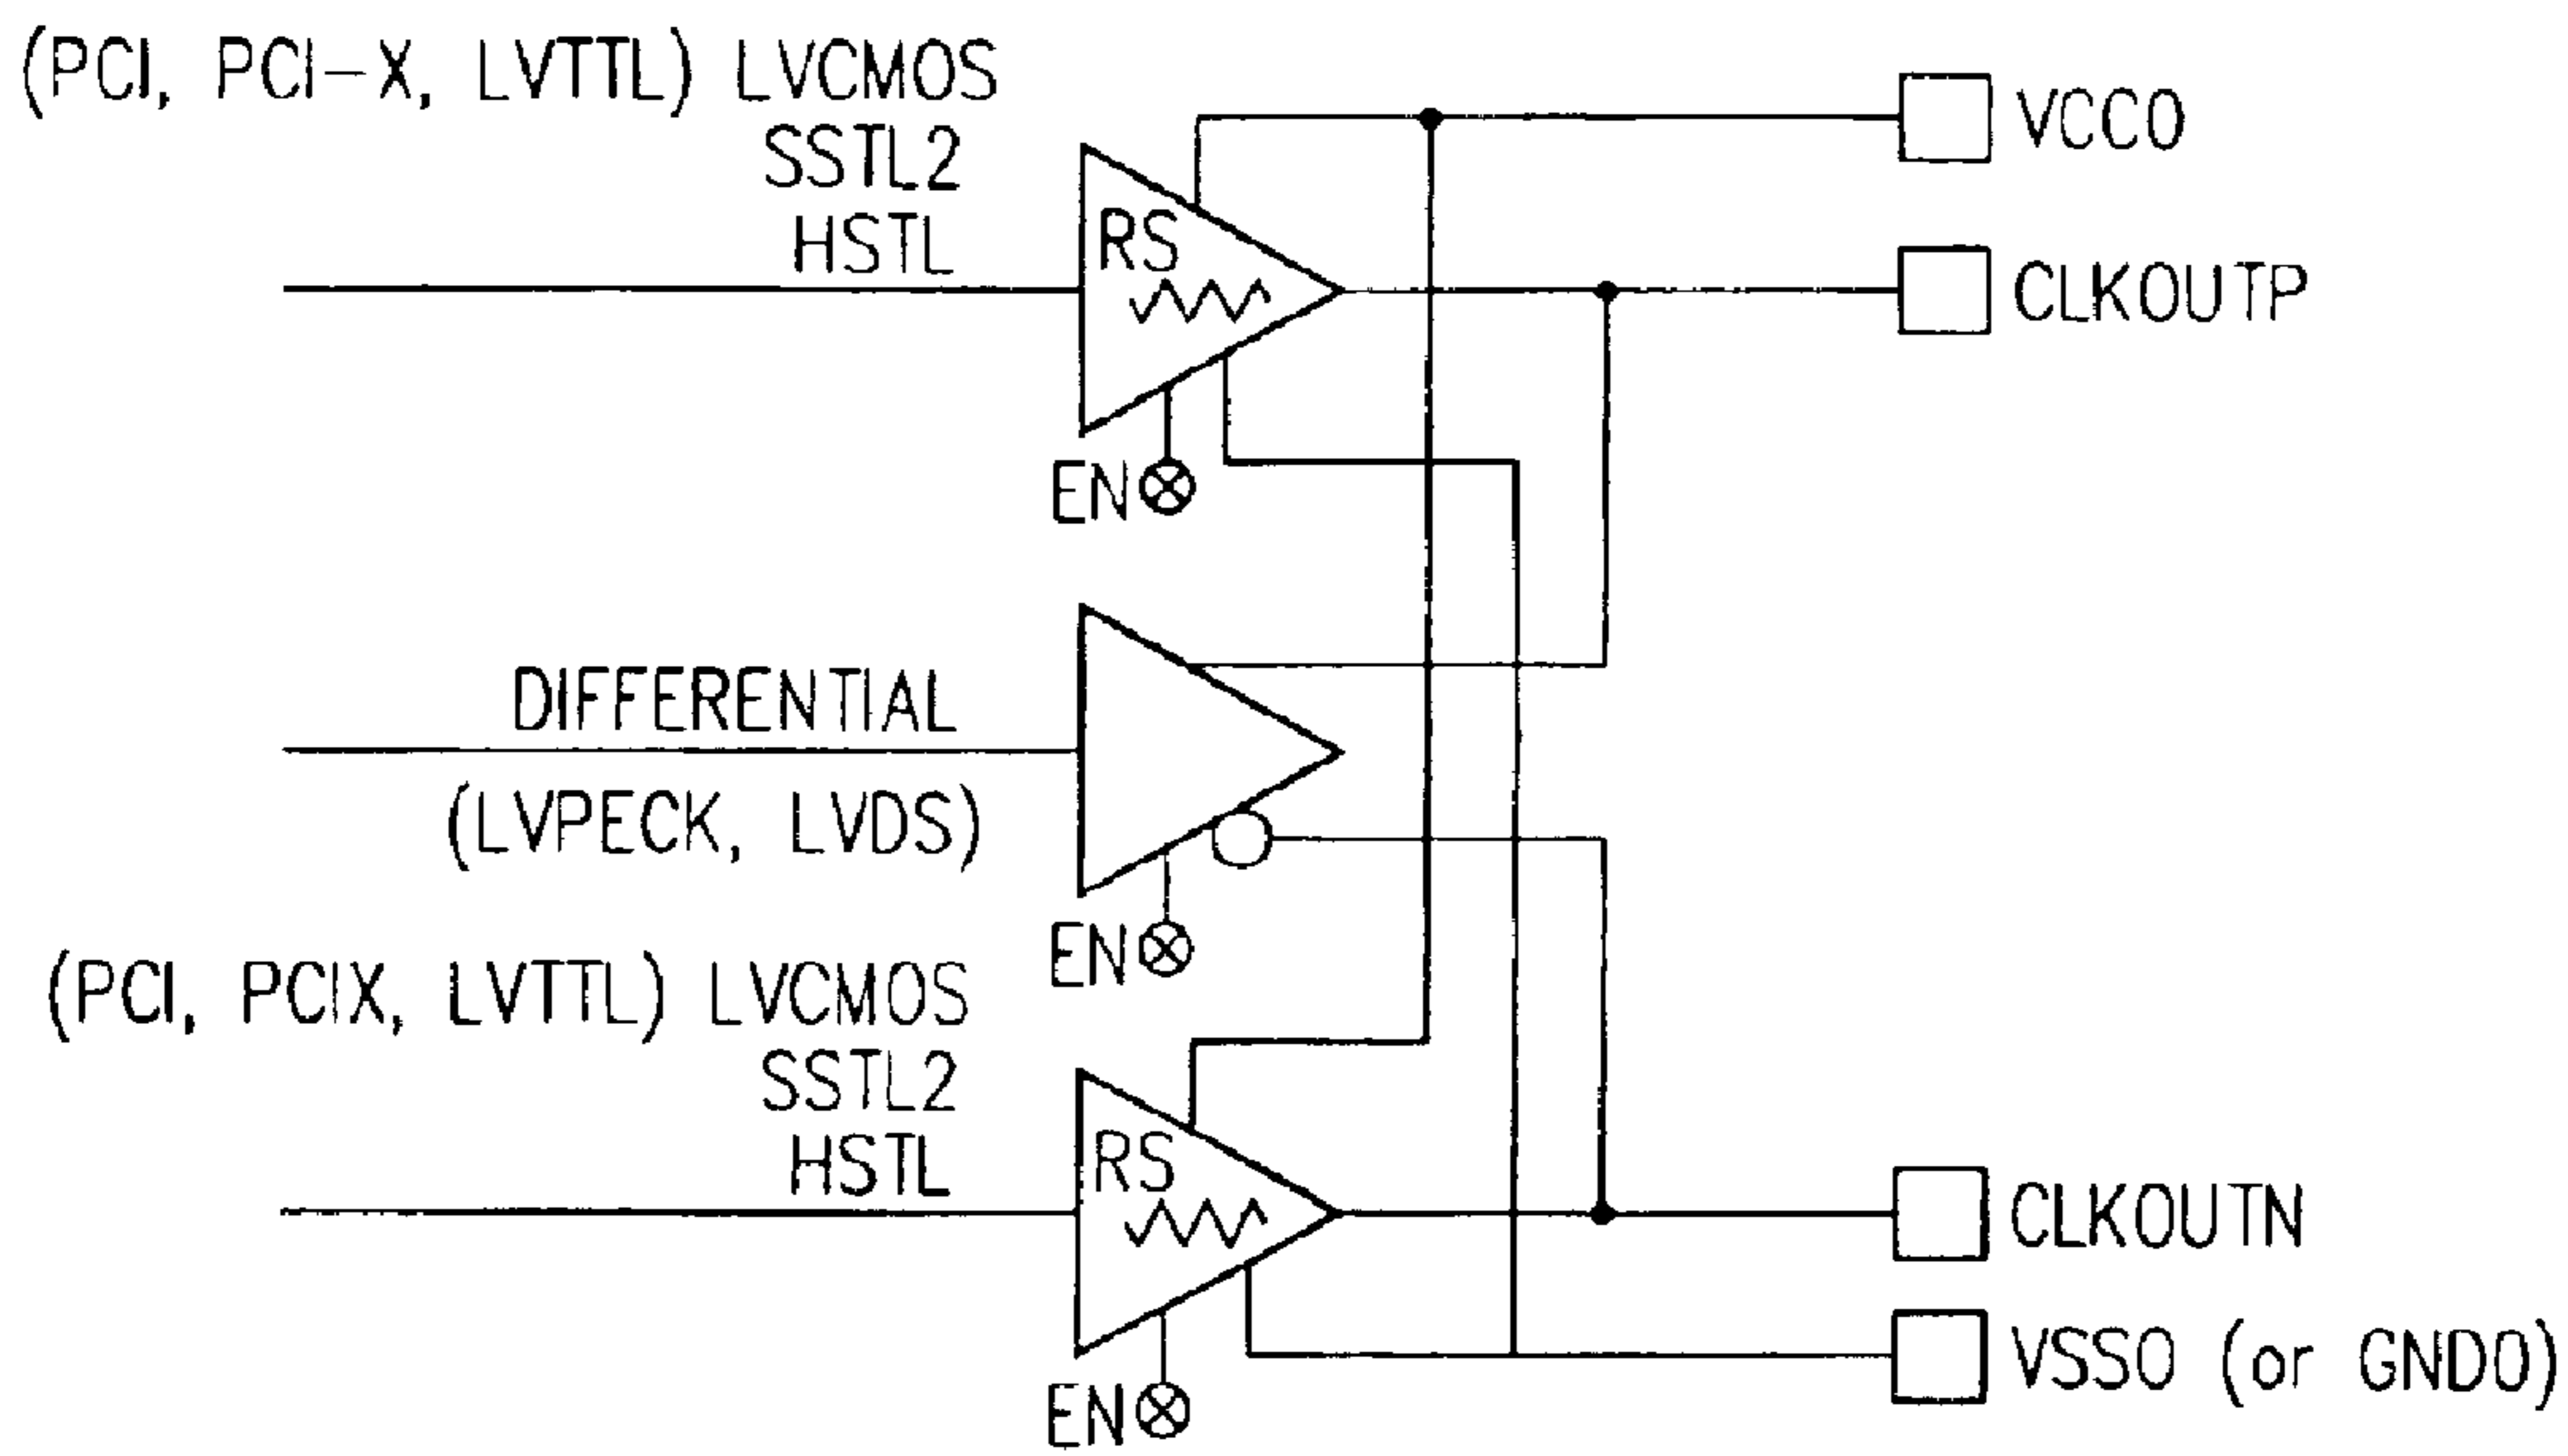 (PCI, PCI-X, LVTTL) LVCMOS
SSTL2
HSTL
RS
EN
VCCO
CLKOUTP
DIFFERENTIAL
(LVPECK, LVDS)
EN
(PCI, PCIX, LVTTL) LVCMOS
SSTL2
HSTL
RS
EN
CLKOUTN
VSSO (or GNDO)